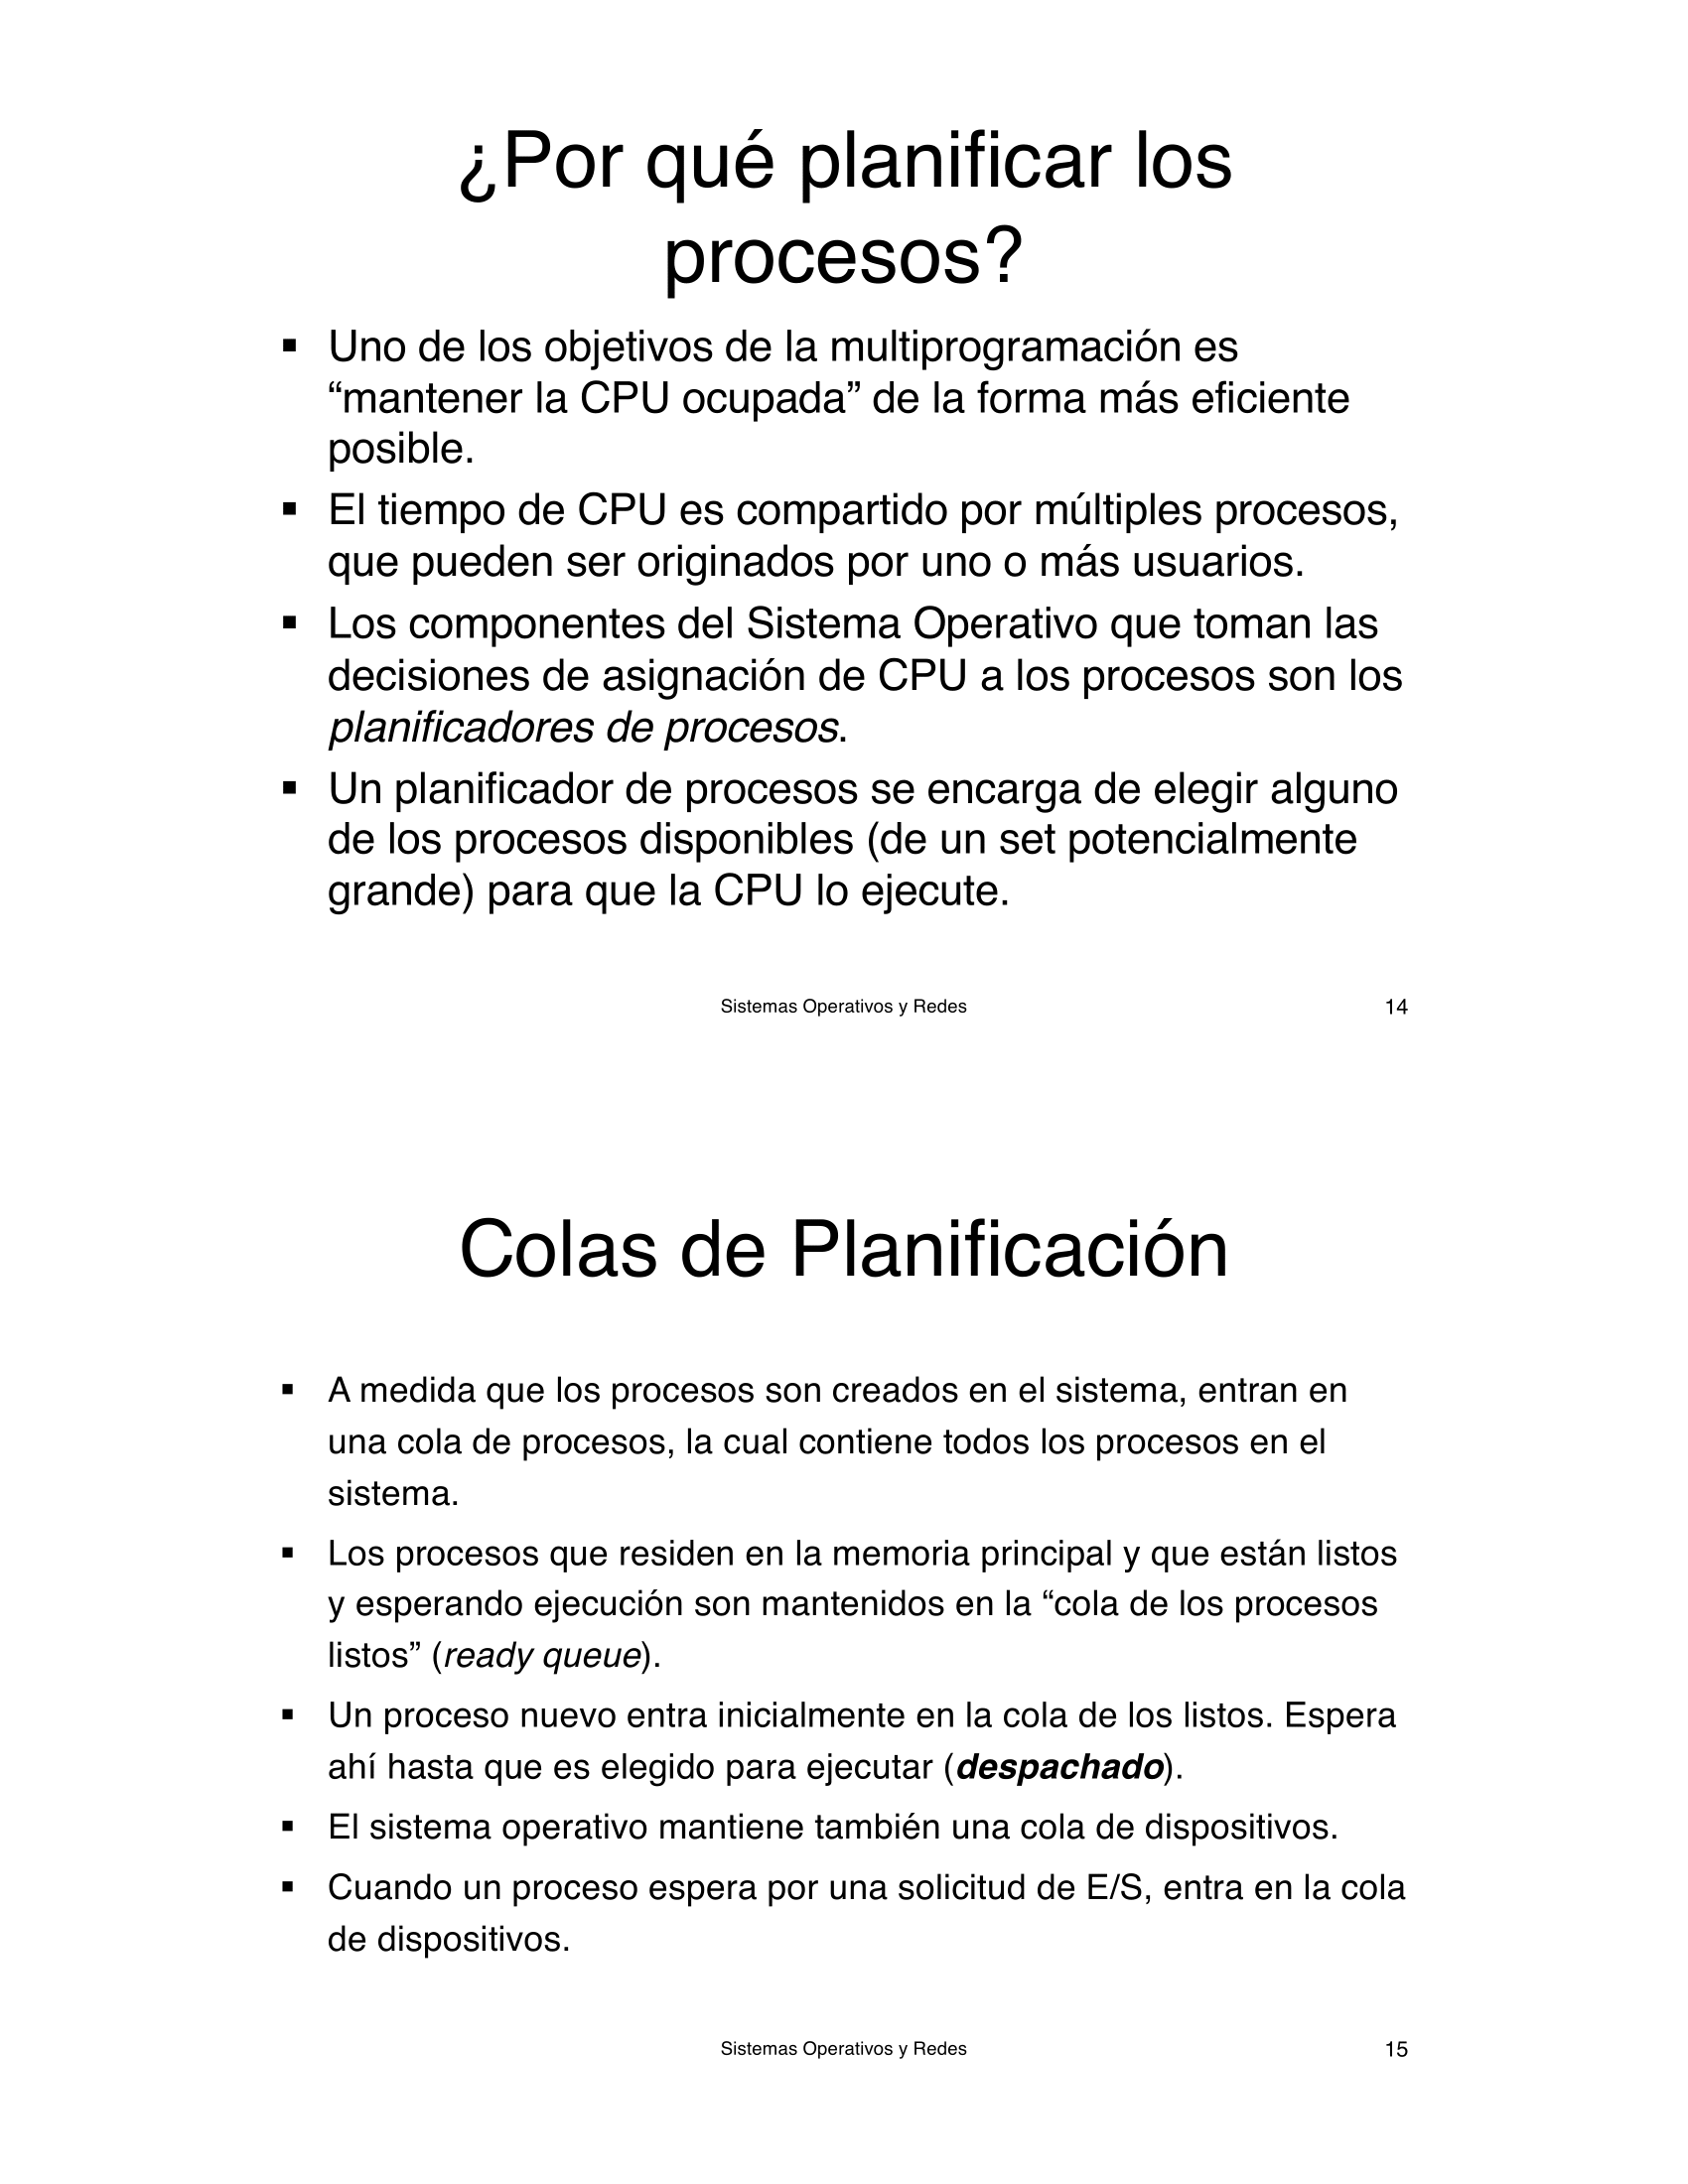 ¿Por qué planificar los
procesos?
▪ Uno de los objetivos de la multiprogramación es
“mantener la CPU ocupada” de la forma más eficiente
posible.
▪ El tiempo de CPU es compartido por múltiples procesos,
que pueden ser originados por uno o más usuarios.
▪ Los componentes del Sistema Operativo que toman las
decisiones de asignación de CPU a los procesos son los
planificadores de procesos.
▪ Un planificador de procesos se encarga de elegir alguno
de los procesos disponibles (de un set potencialmente
grande) para que la CPU lo ejecute.
Sistemas Operativos y Redes 14
Colas de Planificación
▪ A medida que los procesos son creados en el sistema, entran en
una cola de procesos, la cual contiene todos los procesos en el
sistema.
▪ Los procesos que residen en la memoria principal y que están listos
y esperando ejecución son mantenidos en la “cola de los procesos
listos” (ready queue).
▪ Un proceso nuevo entra inicialmente en la cola de los listos. Espera
ahí hasta que es elegido para ejecutar (despachado).
▪ El sistema operativo mantiene también una cola de dispositivos.
▪ Cuando un proceso espera por una solicitud de E/S, entra en la cola
de dispositivos.
Sistemas Operativos y Redes 15